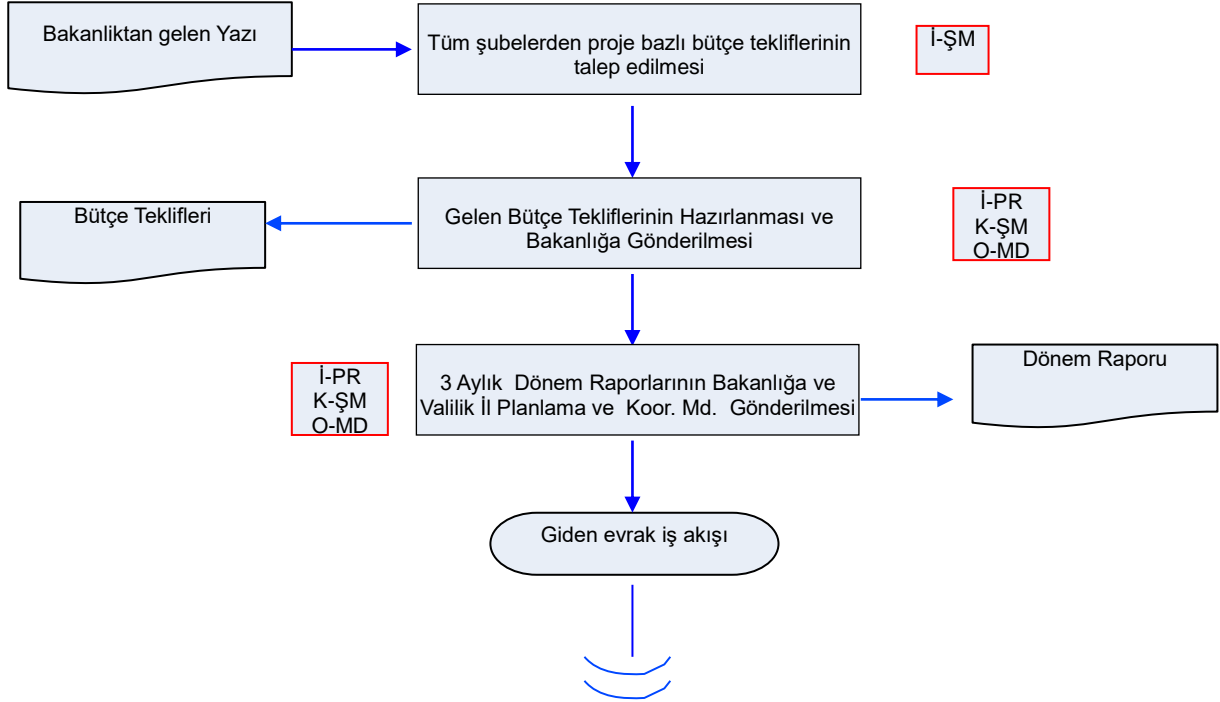 Bakanliktan gelen Yazı
Tüm şubelerden proje bazlı bütçe tekliflerinin
talep edilmesi
İ-ŞM
Bütçe Teklifleri
Gelen Bütçe Tekliflerinin Hazırlanması ve
Bakanlığa Gönderilmesi
İ-PR
K-ŞM
O-MD
İ-PR
K-ŞM
O-MD
3 Aylık Dönem Raporlarının Bakanlığa ve
Valilik İl Planlama ve Koor. Md. Gönderilmesi
Dönem Raporu
Giden evrak iş akışı